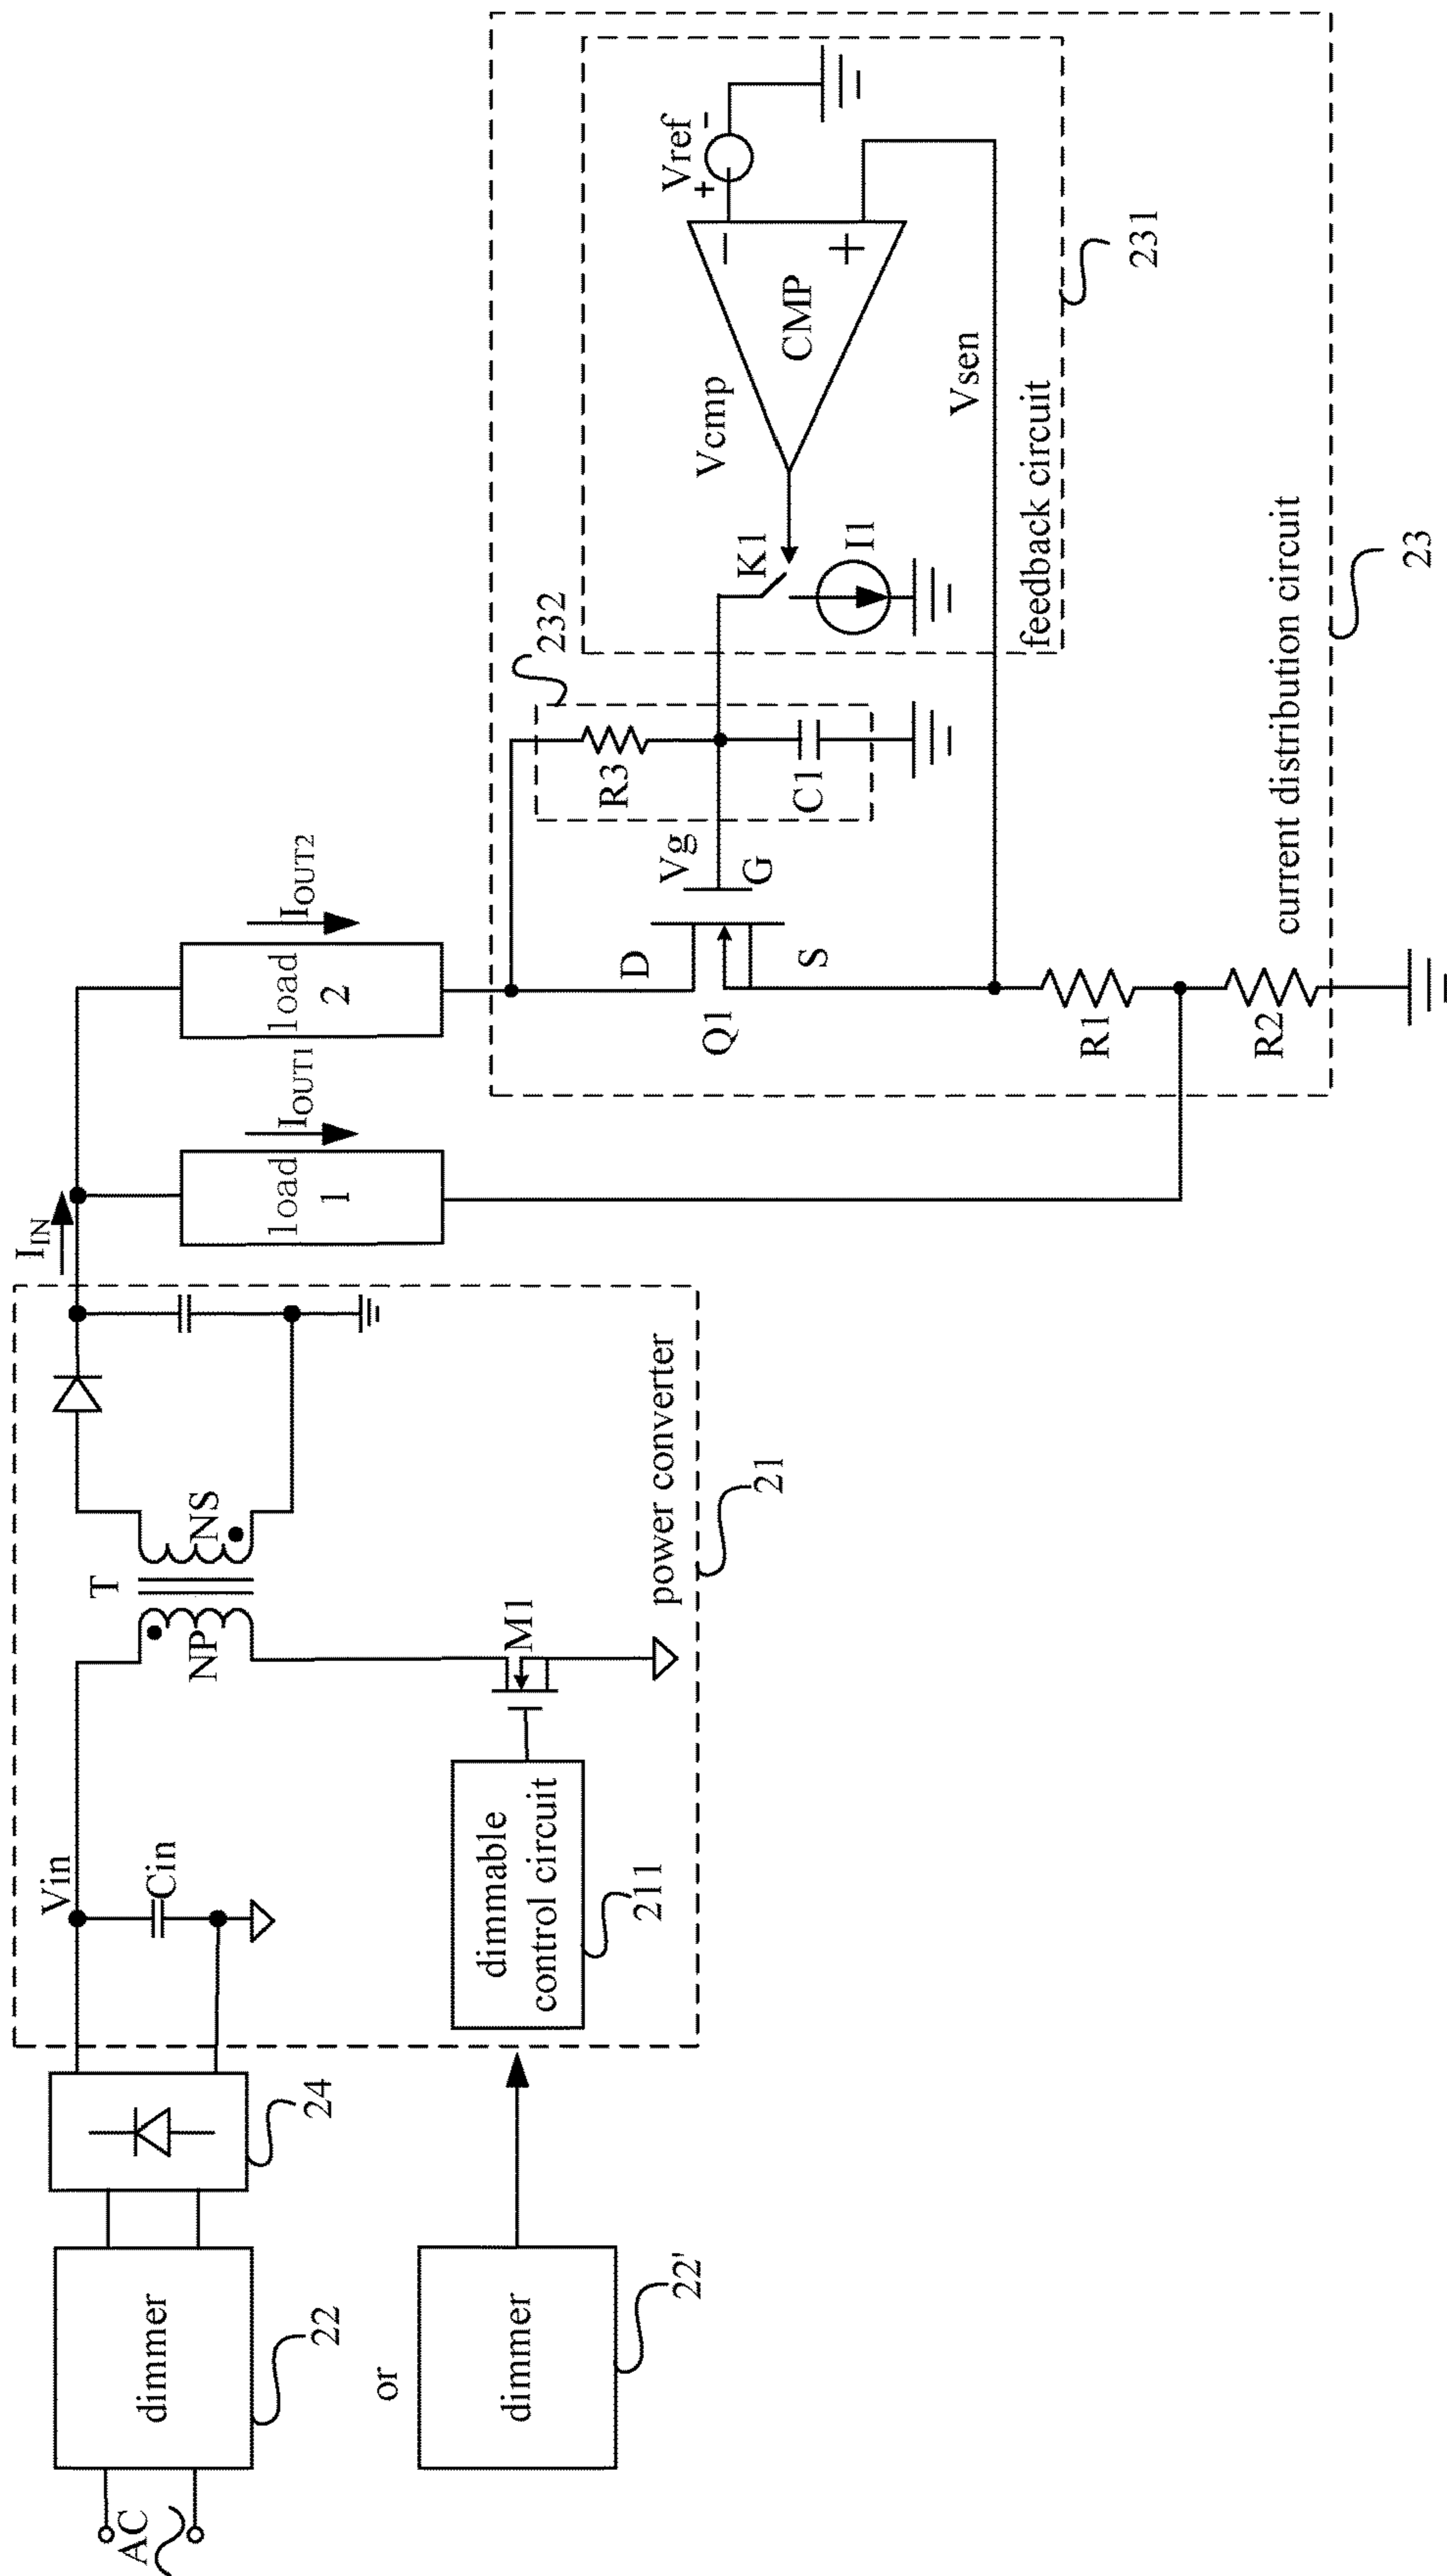 AC
dimmer
22
or
dimmer
22'
24
Vin
Cin
dimmable
control circuit
211
T
NP
NS
M1
power converter
21
IIN
load
1
IOUT1
load
2
IOUT2
232
R3
C1
Vg
D
G
S
Q1
R1
R2
K1
I1
Vcmp
CMP
−
+
Vref
+
-
Vsen
feedback circuit
231
current distribution circuit
23